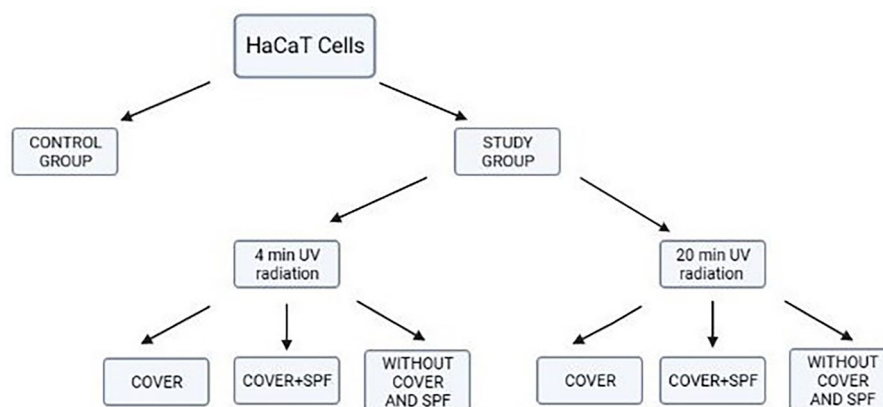 HaCaT Cells
CONTROL
GROUP
STUDY
GROUP
4 min UV
radiation
20 min UV
radiation
COVER
COVER+SPF
WITHOUT
COVER
AND SPF
COVER
COVER+SPF
WITHOUT
COVER
AND SPF